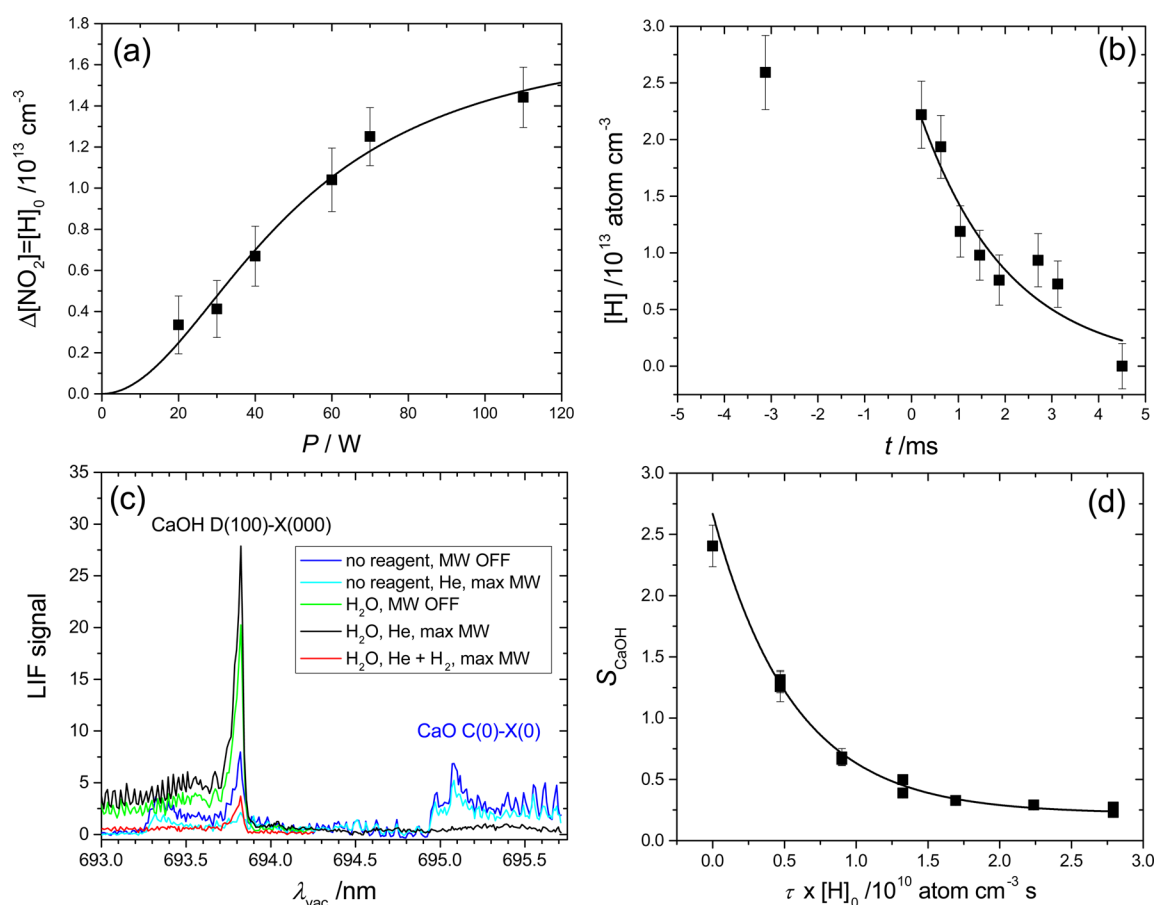 (a)
Δ[NO₂]=[H]₀ /10¹³ cm⁻³
1.8
1.6
1.4
1.2
1.0
0.8
0.6
0.4
0.2
0.0
0 20 40 60 80 100 120
P / W
(b)
[H] /10¹³ atom cm⁻³
3.0
2.5
2.0
1.5
1.0
0.5
0.0
-5 -4 -3 -2 -1 0 1 2 3 4 5
t /ms
(c)
LIF signal
35
30
25
20
15
10
5
0
CaOH D(100)-X(000)
no reagent, MW OFF
no reagent, He, max MW
H₂O, MW OFF
H₂O, He, max MW
H₂O, He + H₂, max MW
CaO C(0)-X(0)
693.0 693.5 694.0 694.5 695.0 695.5
λvac /nm
(d)
S CaOH
3.0
2.5
2.0
1.5
1.0
0.5
0.0
0.0 0.5 1.0 1.5 2.0 2.5 3.0
τ x [H]₀ /10¹⁰ atom cm⁻³ s